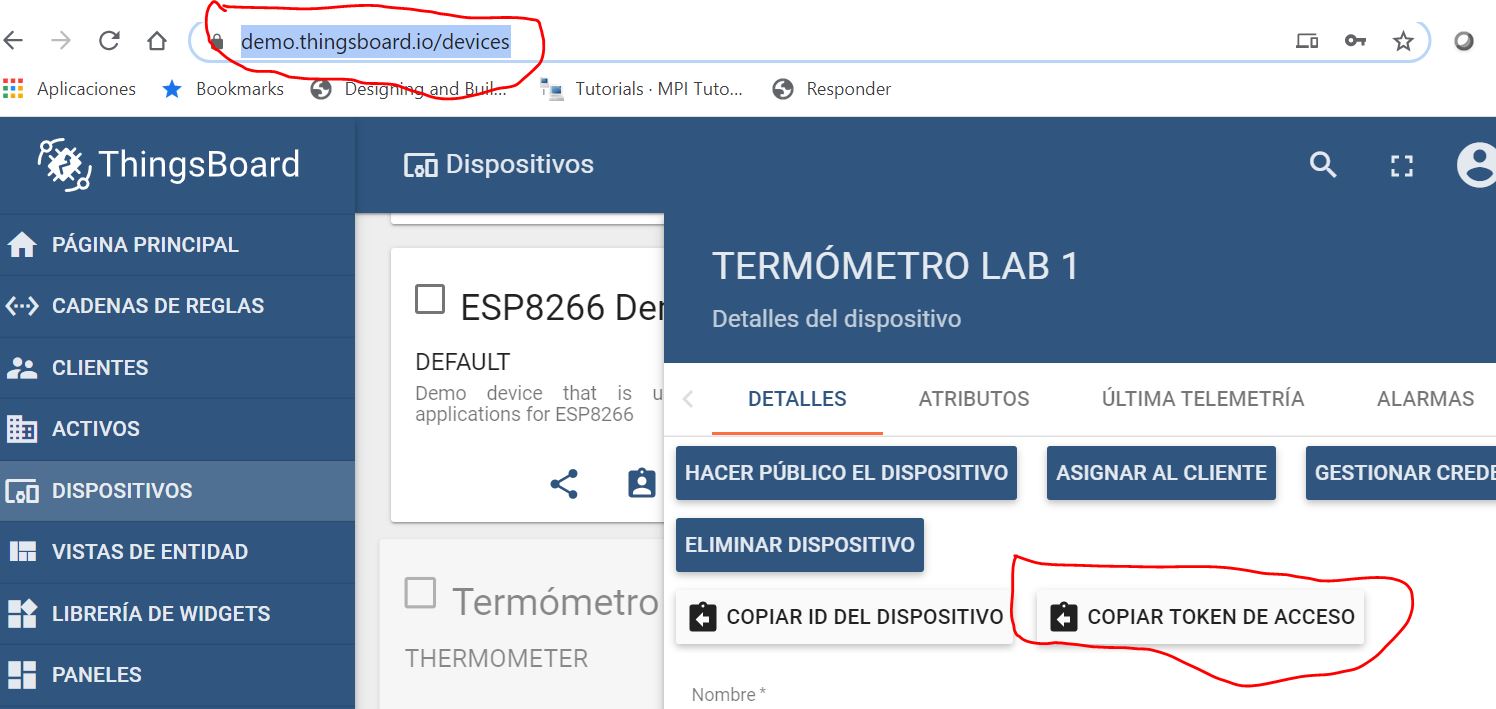 demo.thingsboard.io/devices
Aplicaciones
Bookmarks
Designing and Buil...
Tutorials · MPI Tuto...
Responder
ThingsBoard
Dispositivos
PÁGINA PRINCIPAL
CADENAS DE REGLAS
CLIENTES
ACTIVOS
DISPOSITIVOS
VISTAS DE ENTIDAD
LIBRERÍA DE WIDGETS
PANELES
ESP8266 Der
DEFAULT
Demo device that is u
applications for ESP8266
Termómetro
THERMOMETER
TERMÓMETRO LAB 1
Detalles del dispositivo
DETALLES
ATRIBUTOS
ÚLTIMA TELEMETRÍA
ALARMAS
HACER PÚBLICO EL DISPOSITIVO
ASIGNAR AL CLIENTE
GESTIONAR CREDE
ELIMINAR DISPOSITIVO
COPIAR ID DEL DISPOSITIVO
COPIAR TOKEN DE ACCESO
Nombre *